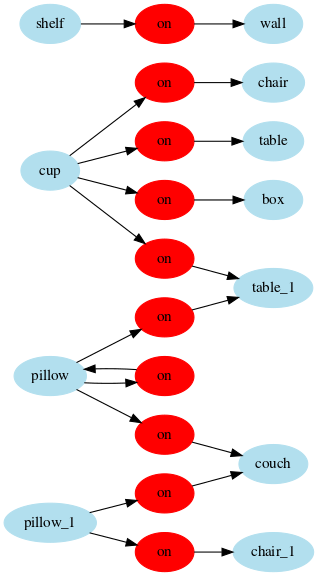 shelf on wall
on chair
on table
cup
on box
on
table_1
on
pillow on
on
couch
on
pillow_1
on chair_1